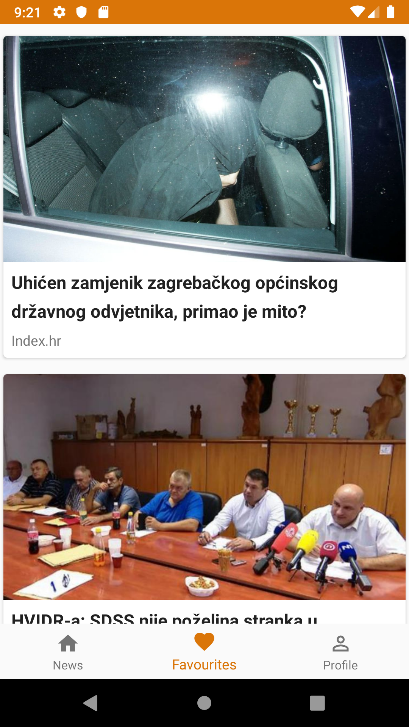 9:21
Uhićen zamjenik zagrebačkog općinskog
državnog odvjetnika, primao je mito?
Index.hr
HVIDR-a: SDSS nije poželjna stranka u
News
Favourites
Profile